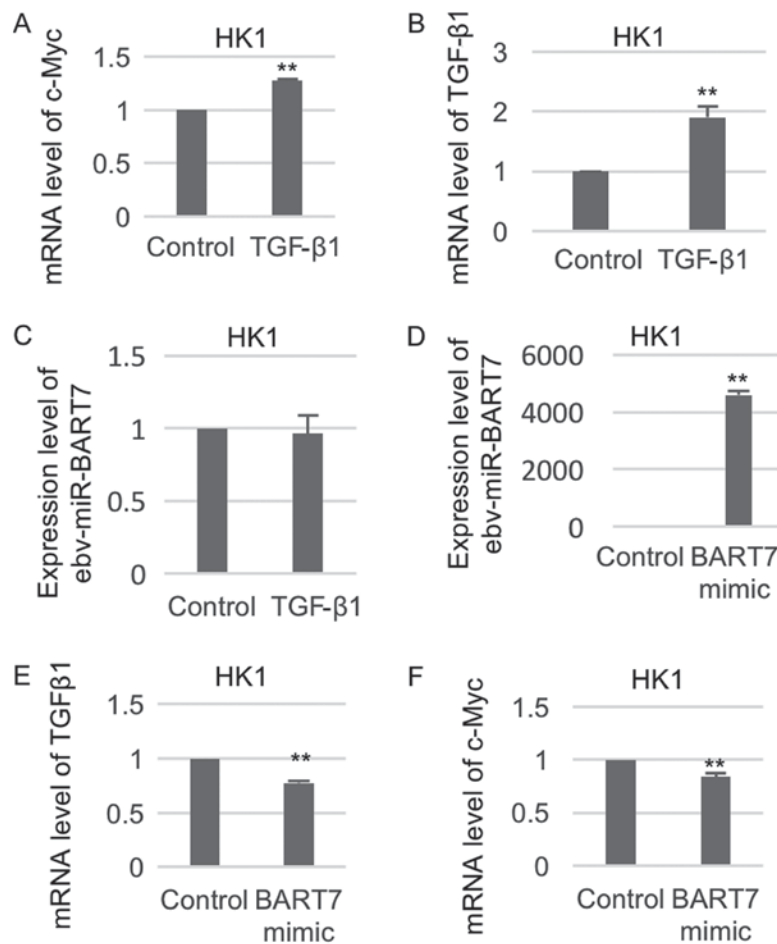 A
HK1
mRNA level of c-Myc
1.5
**
1
0.5
0
Control TGF-β1
B
HK1
mRNA level of TGF-β1
3
**
2
1
0
Control TGF-β1
C
HK1
Expression level of
ebv-miR-BART7
1.5
1
0.5
0
Control TGF-β1
D
HK1
Expression level of
ebv-miR-BART7
6000
**
4000
2000
0
Control BART7
mimic
E
HK1
mRNA level of TGFβ1
1.5
1
**
0.5
0
Control BART7
mimic
F
HK1
mRNA level of c-Myc
1.5
1
**
0.5
0
Control BART7
mimic